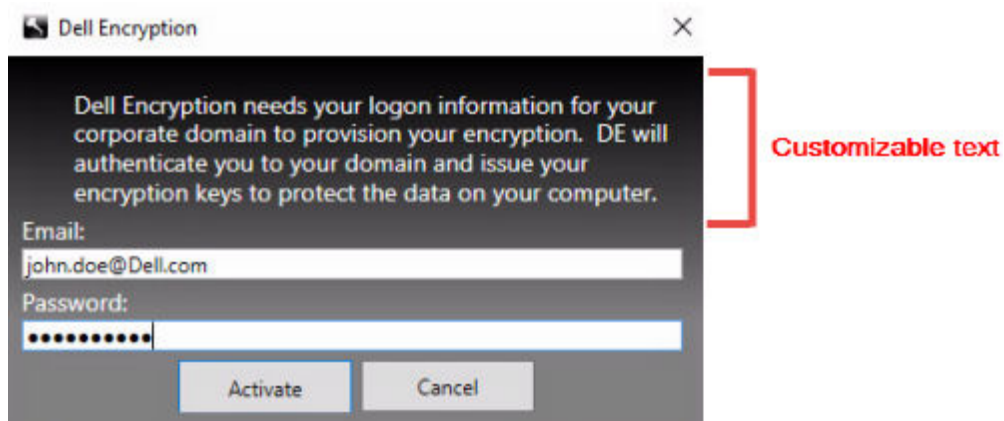 Dell Encryption
Dell Encryption needs your logon information for your
corporate domain to provision your encryption.  DE will
authenticate you to your domain and issue your
encryption keys to protect the data on your computer.
Customizable text
Email:
john.doe@Dell.com
Password:
●●●●●●●●●●
Activate
Cancel